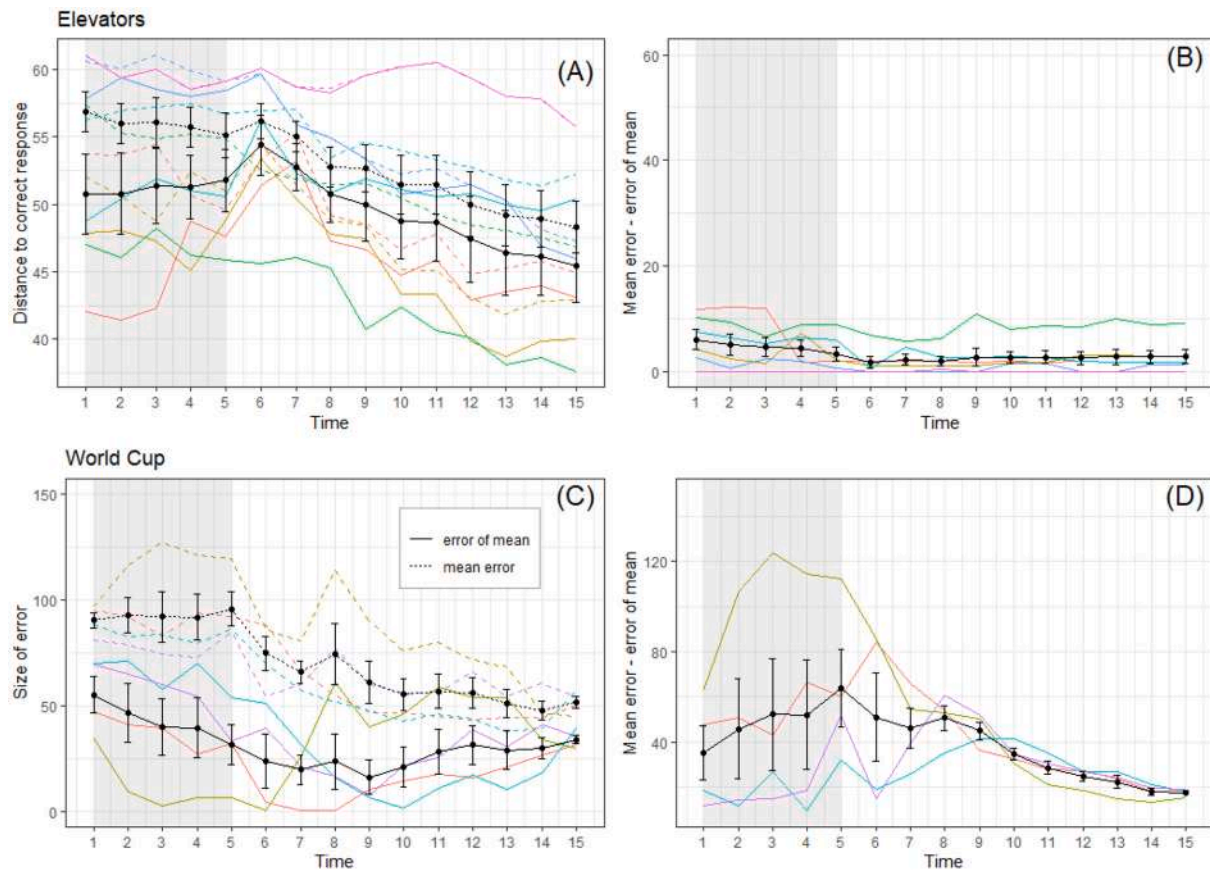 Elevators
(A)
Distance to correct response
60
55
50
45
40
1 2 3 4 5 6 7 8 9 10 11 12 13 14 15
Time
(B)
Mean error - error of mean
60
40
20
0
1 2 3 4 5 6 7 8 9 10 11 12 13 14 15
Time
World Cup
(C)
Size of error
150
100
50
0
error of mean
mean error
1 2 3 4 5 6 7 8 9 10 11 12 13 14 15
Time
(D)
Mean error - error of mean
120
80
40
1 2 3 4 5 6 7 8 9 10 11 12 13 14 15
Time